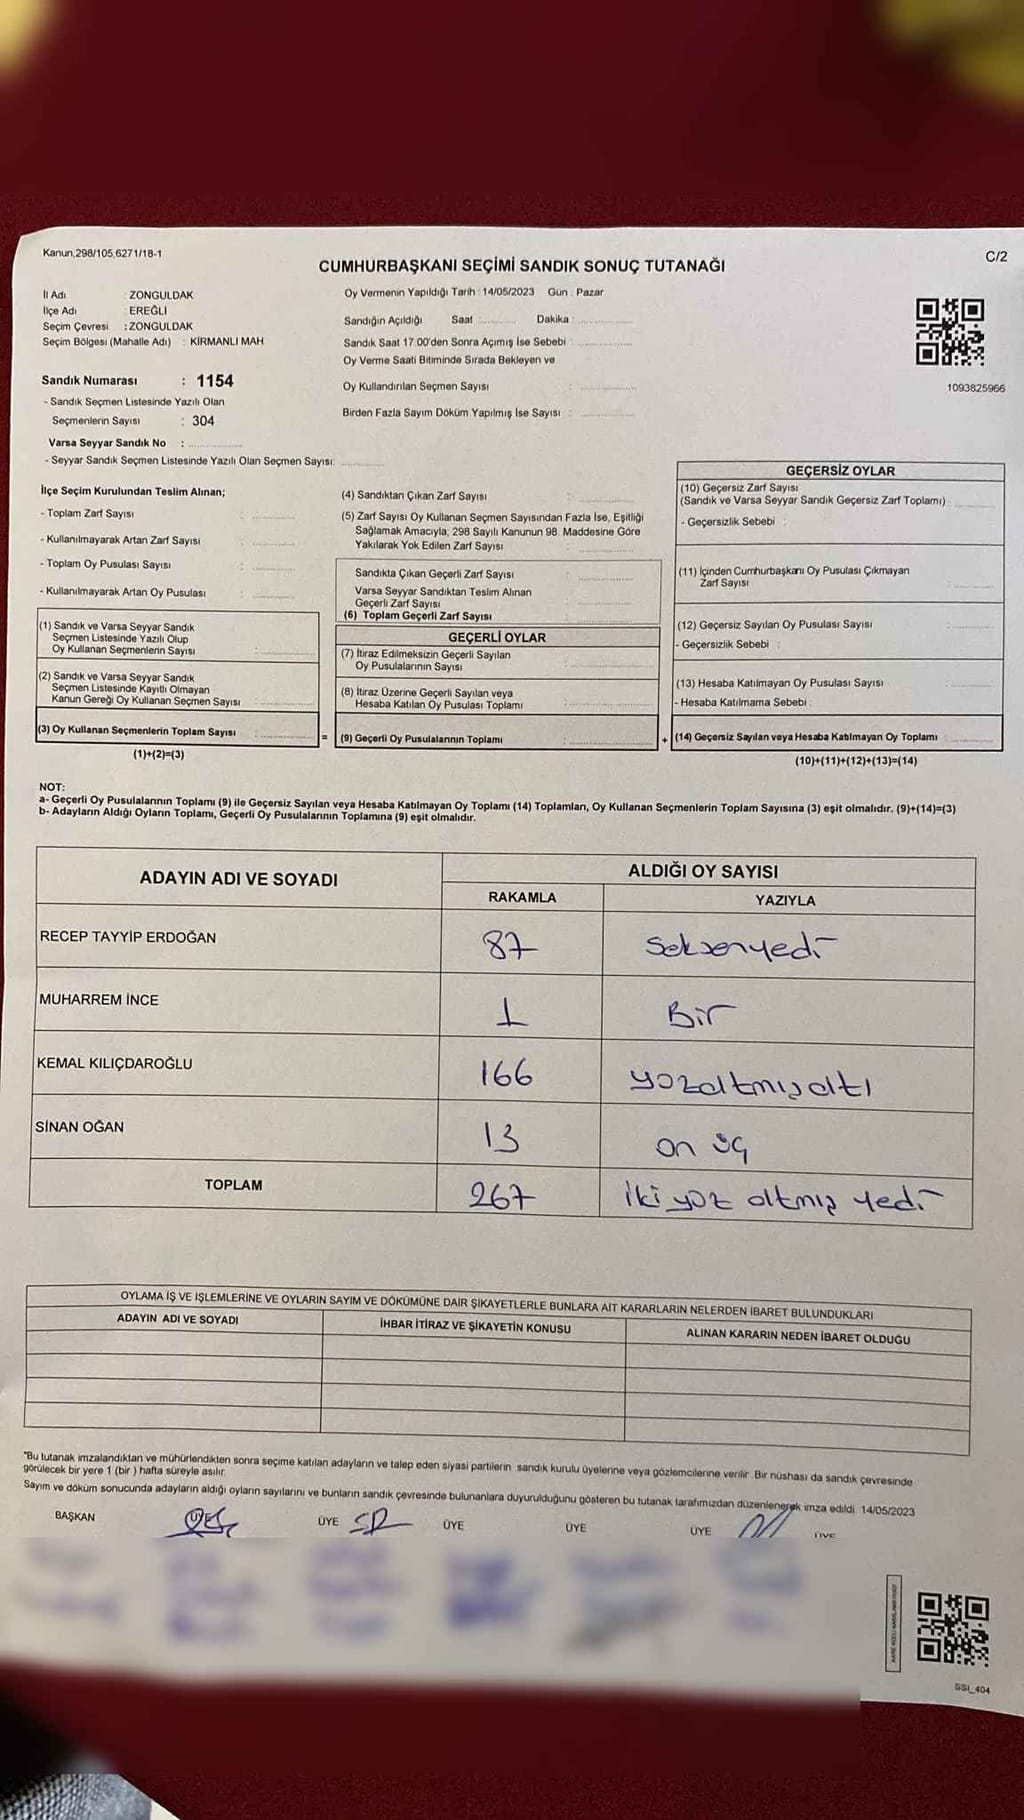 Kanun,298/105,6271/18-1
C/2
CUMHURBAŞKANI SEÇİMİ SANDIK SONUÇ TUTANAĞI
İl Adı ZONGULDAK
İlçe Adı : EREĞLİ
Seçim Çevresi : ZONGULDAK
Seçim Bölgesi (Mahalle Adı) : KİRMANLI MAH
Oy Vermenin Yapıldığı Tarih : 14/05/2023 Gün : Pazar
Sandığın Açıldığı Saat Dakika :
Sandık Saat 17.00'den Sonra Açımış İse Sebebi :
Oy Verme Saati Bitiminde Sırada Bekleyen ve
Oy Kullandırılan Seçmen Sayısı :
Birden Fazla Sayım Döküm Yapılmış İse Sayısı :
1093825966
Sandık Numarası : 1154
- Sandık Seçmen Listesinde Yazılı Olan
Seçmenlerin Sayısı : 304
Varsa Seyyar Sandık No :
- Seyyar Sandık Seçmen Listesinde Yazılı Olan Seçmen Sayısı:
İlçe Seçim Kurulundan Teslim Alınan;
- Toplam Zarf Sayısı :
- Kullanılmayarak Artan Zarf Sayısı :
- Toplam Oy Pusulası Sayısı :
- Kullanılmayarak Artan Oy Pusulası :
(1) Sandık ve Varsa Seyyar Sandık
Seçmen Listesinde Yazılı Olup
Oy Kullanan Seçmenlerin Sayısı :
(2) Sandık ve Varsa Seyyar Sandık
Seçmen Listesinde Kayıtlı Olmayan
Kanun Gereği Oy Kullanan Seçmen Sayısı :
(3) Oy Kullanan Seçmenlerin Toplam Sayısı :
(1)+(2)=(3)
(4) Sandıktan Çıkan Zarf Sayısı :
(5) Zarf Sayısı Oy Kullanan Seçmen Sayısından Fazla İse, Eşitliği
Sağlamak Amacıyla, 298 Sayılı Kanunun 98. Maddesine Göre
Yakılarak Yok Edilen Zarf Sayısı :
Sandıkta Çıkan Geçerli Zarf Sayısı :
Varsa Seyyar Sandıktan Teslim Alınan
Geçerli Zarf Sayısı :
(6) Toplam Geçerli Zarf Sayısı :
GEÇERLİ OYLAR
(7) İtiraz Edilmeksizin Geçerli Sayılan
Oy Pusulalarının Sayısı :
(8) İtiraz Üzerine Geçerli Sayılan veya
Hesaba Katılan Oy Pusulası Toplamı :
= (9) Geçerli Oy Pusulalarının Toplamı :
GEÇERSİZ OYLAR
(10) Geçersiz Zarf Sayısı
(Sandık ve Varsa Seyyar Sandık Geçersiz Zarf Toplamı) :
- Geçersizlik Sebebi :
(11) İçinden Cumhurbaşkanı Oy Pusulası Çıkmayan
Zarf Sayısı :
(12) Geçersiz Sayılan Oy Pusulası Sayısı :
- Geçersizlik Sebebi :
(13) Hesaba Katılmayan Oy Pusulası Sayısı :
- Hesaba Katılmama Sebebi :
+ (14) Geçersiz Sayılan veya Hesaba Katılmayan Oy Toplamı :
(10)+(11)+(12)+(13)=(14)
NOT:
a- Geçerli Oy Pusulalarının Toplamı (9) ile Geçersiz Sayılan veya Hesaba Katılmayan Oy Toplamı (14) Toplamları, Oy Kullanan Seçmenlerin Toplam Sayısına (3) eşit olmalıdır. (9)+(14)=(3)
b- Adayların Aldığı Oyların Toplamı, Geçerli Oy Pusulalarının Toplamına (9) eşit olmalıdır.
ADAYIN ADI VE SOYADI ALDIĞI OY SAYISI
RAKAMLA YAZIYLA
RECEP TAYYİP ERDOĞAN 87 Seksenyedi
MUHARREM İNCE 1 Bir
KEMAL KILIÇDAROĞLU 166 yüzaltmışaltı
SİNAN OĞAN 13 on üç
TOPLAM 267 iki yüz altmış yedi
OYLAMA İŞ VE İŞLEMLERİNE VE OYLARIN SAYIM VE DÖKÜMÜNE DAİR ŞİKAYETLERLE BUNLARA AİT KARARLARIN NELERDEN İBARET BULUNDUKLARI
ADAYIN ADI VE SOYADI İHBAR İTİRAZ VE ŞİKAYETİN KONUSU ALINAN KARARIN NEDEN İBARET OLDUĞU
"Bu tutanak imzalandıktan ve mühürlendikten sonra seçime katılan adayların ve talep eden siyasi partilerin sandık kurulu üyelerine veya gözlemcilerine verilir. Bir nüshası da sandık çevresinde
görülecek bir yere 1 (bir ) hafta süreyle asılır.
Sayım ve döküm sonucunda adayların aldığı oyların sayılarını ve bunların sandık çevresinde bulunanlara duyurulduğunu gösteren bu tutanak tarafımızdan düzenlenerek imza edildi. 14/05/2023
BAŞKAN ÜYE ÜYE ÜYE ÜYE ÜYE ÜYE
SSI_404